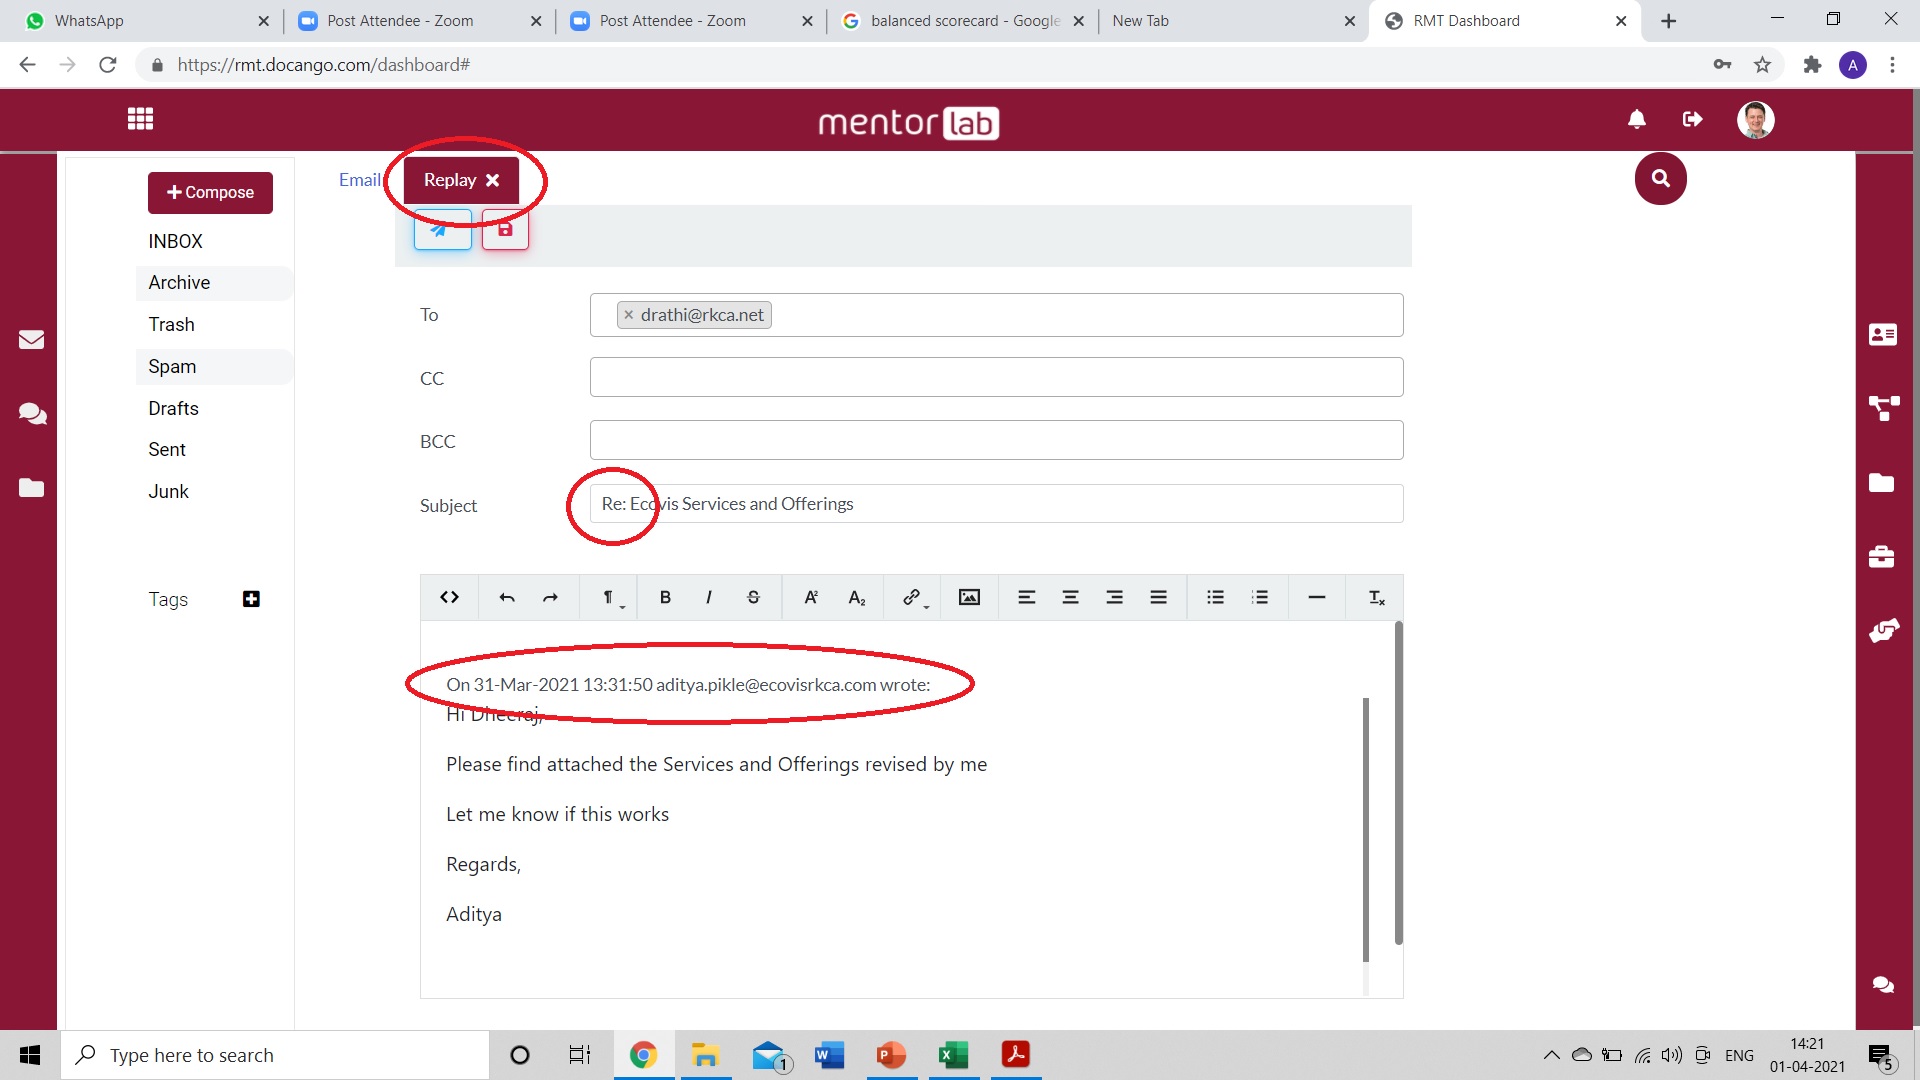 WhatsApp
Post Attendee - Zoom
Post Attendee - Zoom
balanced scorecard - Google
New Tab
RMT Dashboard
https://rmt.docango.com/dashboard#
A
mentor lab
Compose
Email
Replay
INBOX
Archive
Trash
Spam
Drafts
Sent
Junk
Tags
To
× drathi@rkca.net
CC
BCC
Subject
Re: Ecovis Services and Offerings
On 31-Mar-2021 13:31:50 aditya.pikle@ecovisrkca.com wrote:
Hi Dheeraj,
Please find attached the Services and Offerings revised by me
Let me know if this works
Regards,
Aditya
Type here to search
1
ENG
14:21
01-04-2021
5